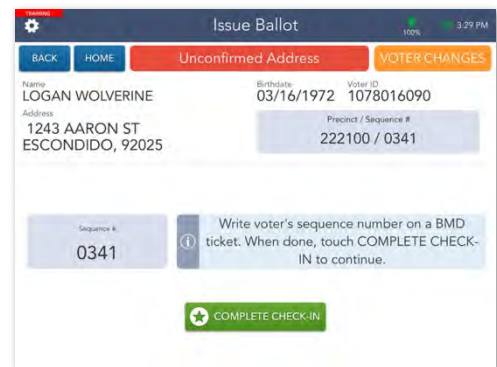 TRAINING
Issue Ballot
100%
3:29 PM
BACK
HOME
Unconfirmed Address
VOTER CHANGES
Name
LOGAN WOLVERINE
Birthdate
03/16/1972
Voter ID
1078016090
Address
1243 AARON ST
ESCONDIDO, 92025
Precinct / Sequence #
222100 / 0341
Sequence #
0341
Write voter's sequence number on a BMD
ticket. When done, touch COMPLETE CHECK-
IN to continue.
COMPLETE CHECK-IN